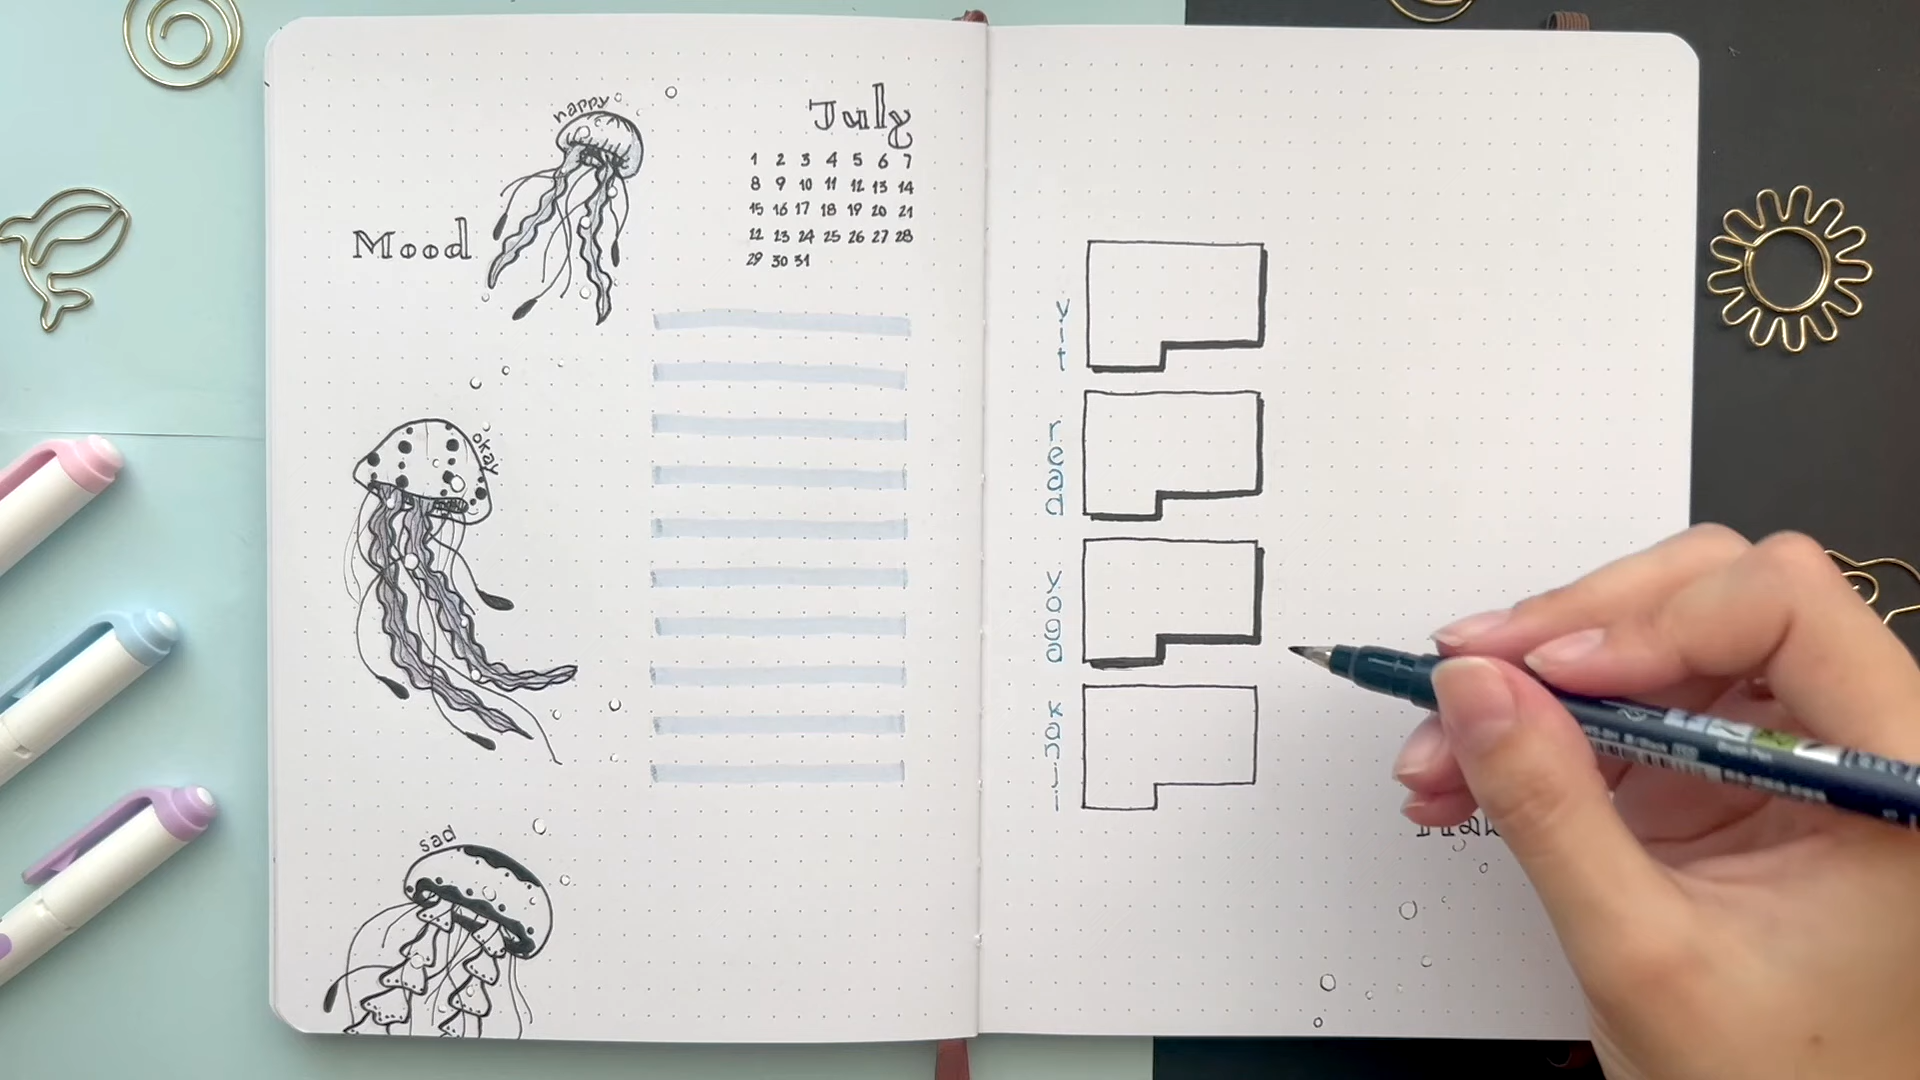 happy
July
1 2 3 4 5 6 7
8 9 10 11 12 13 14
15 16 17 18 19 20 21
22 23 24 25 26 27 28
29 30 31
Mood
okay
sad
vit
read
yoga
kanji